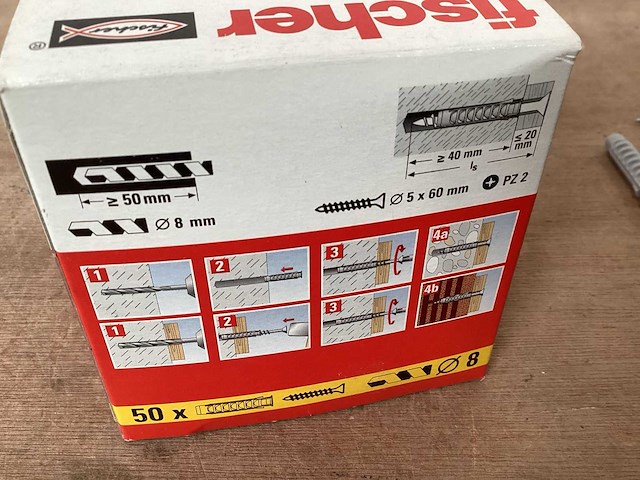 fischer
fischer ®
≥ 40 mm
ls
≤ 20 mm
≥ 50 mm
Ø 8 mm
Ø 5 x 60 mm PZ 2
1 2 3 4a
1 2 3 4b
50 x Ø 8